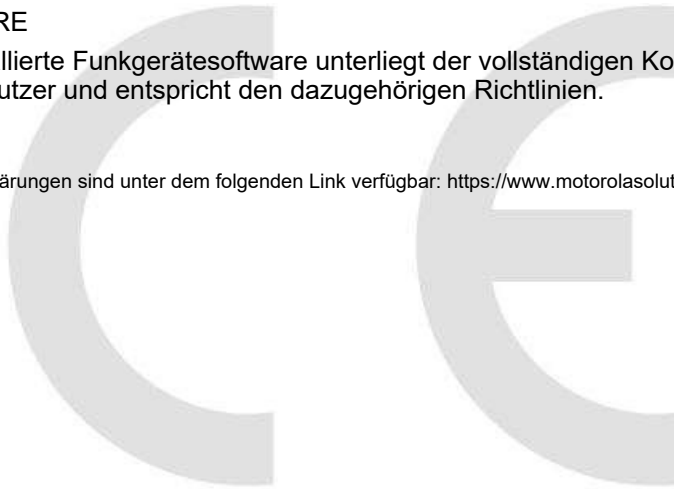 RE
llierte Funkgerätesoftware unterliegt der vollständigen Ko
utzer und entspricht den dazugehörigen Richtlinien.
ärungen sind unter dem folgenden Link verfügbar: https://www.motorolasolut
CE